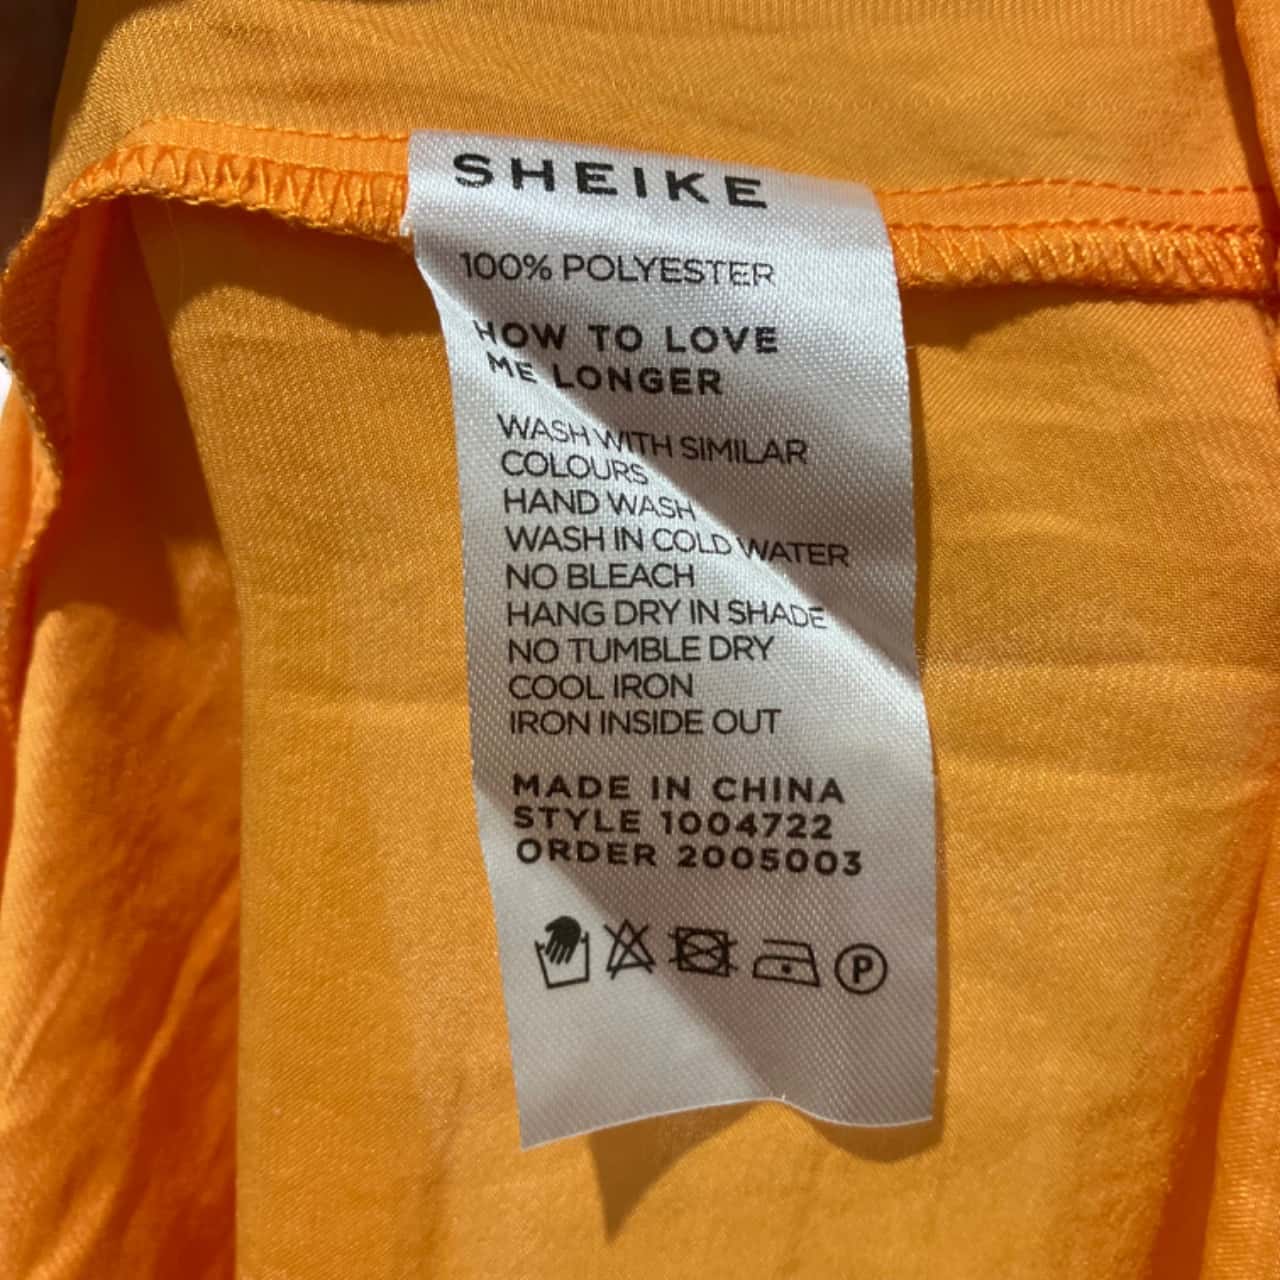 SHEIKE
100% POLYESTER
HOW TO LOVE
ME LONGER
WASH WITH SIMILAR
COLOURS
HAND WASH
WASH IN COLD WATER
NO BLEACH
HANG DRY IN SHADE
NO TUMBLE DRY
COOL IRON
IRON INSIDE OUT
MADE IN CHINA
STYLE 1004722
ORDER 2005003
P